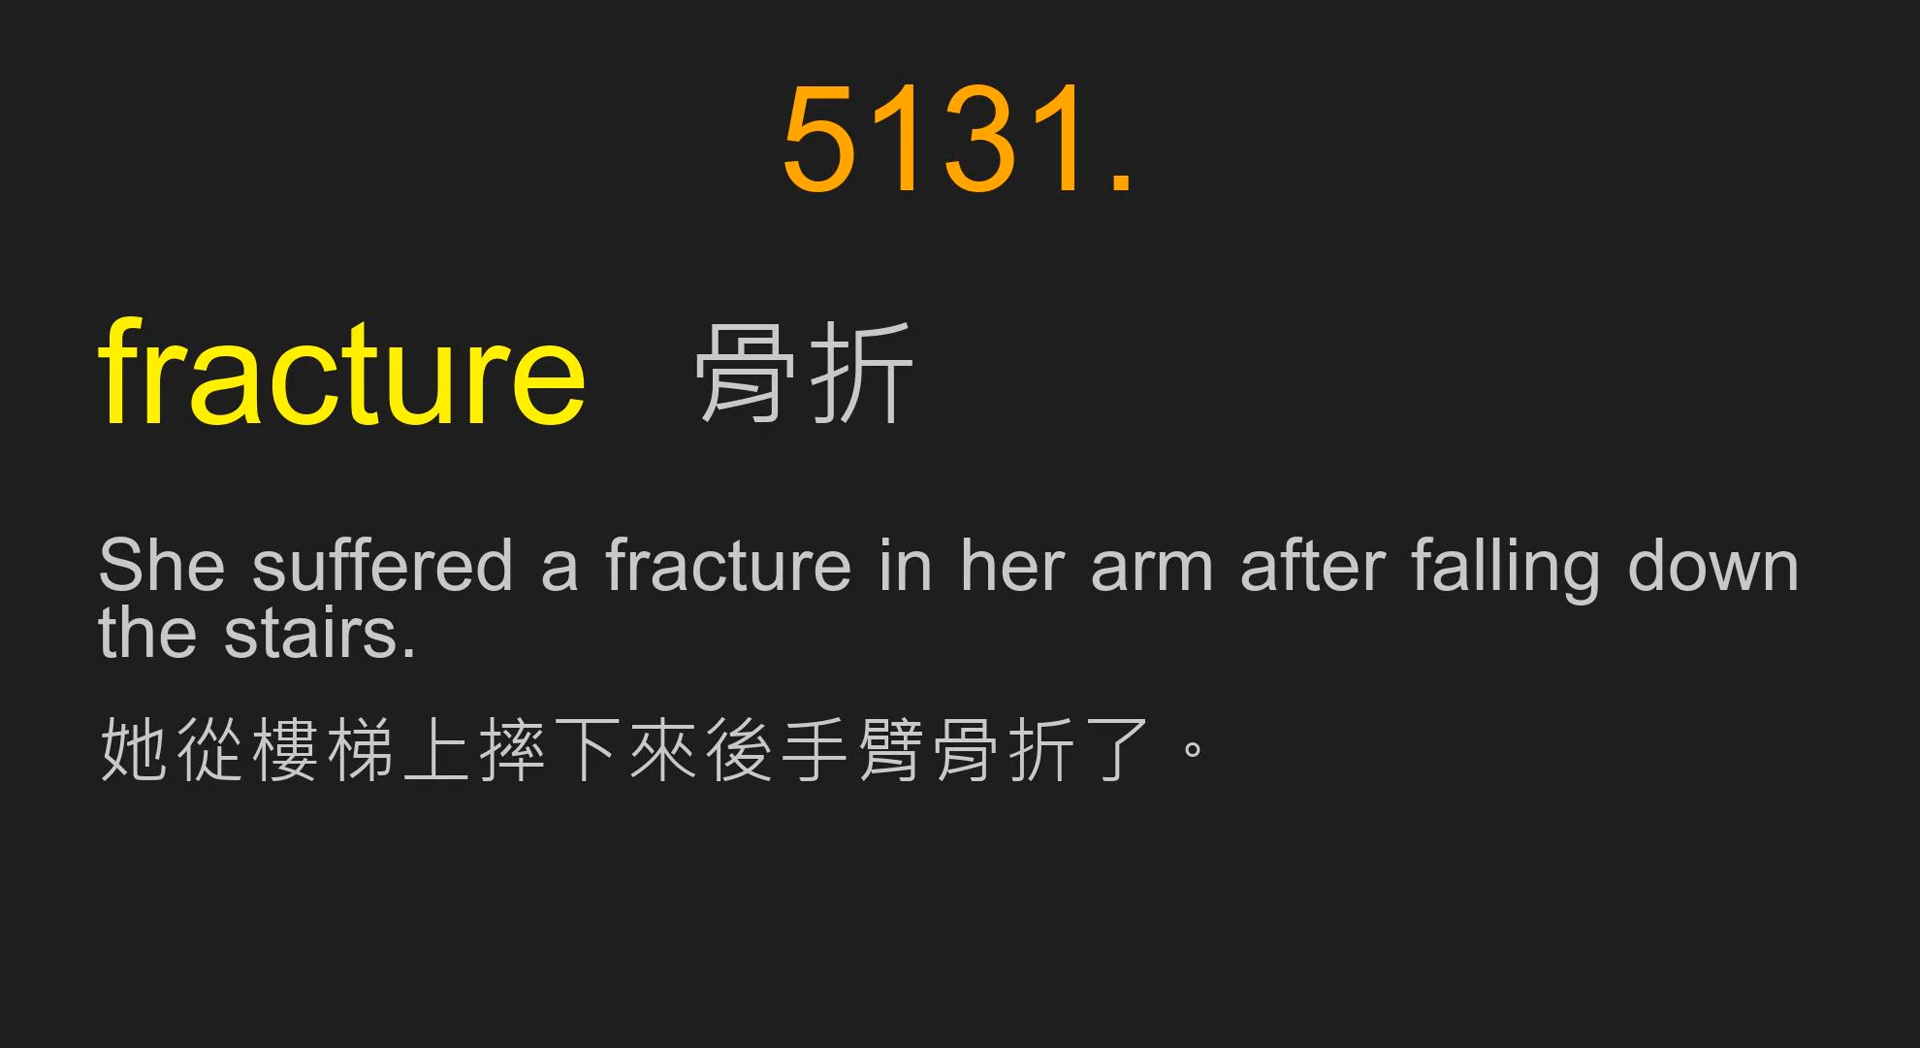 5131.
fracture 骨折
She suffered a fracture in her arm after falling down
the stairs.
她從樓梯上摔下來後手臂骨折了。